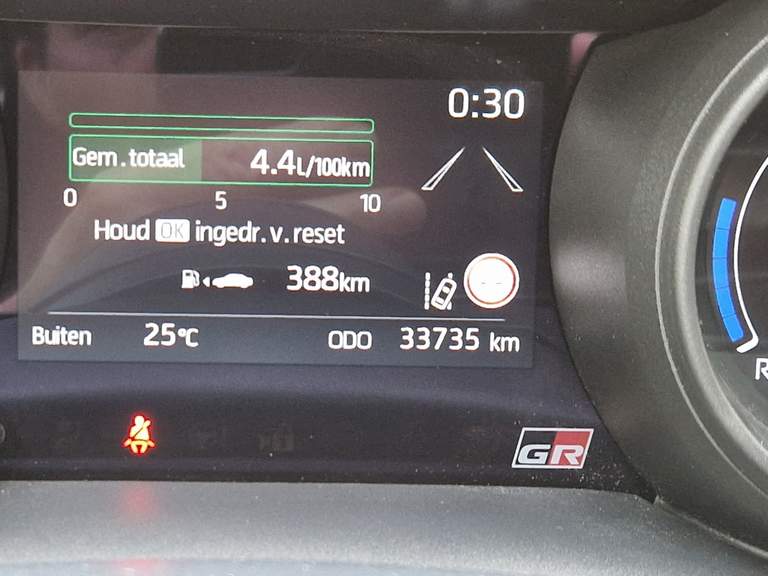 0:30
Gem. totaal 4.4L/100km
0 5 10
Houd OK ingedr. v. reset
388km
Buiten 25°C ODO 33735 km
GR
R